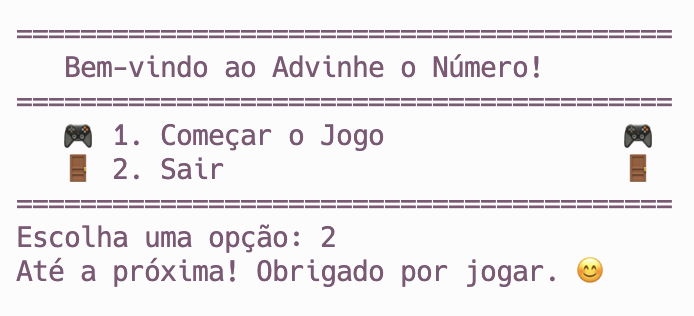 =========================================
Bem-vindo ao Advinhe o Número!
=========================================
🎮 1. Começar o Jogo 🎮
🚪 2. Sair 🚪
=========================================
Escolha uma opção: 2
Até a próxima! Obrigado por jogar. 😊